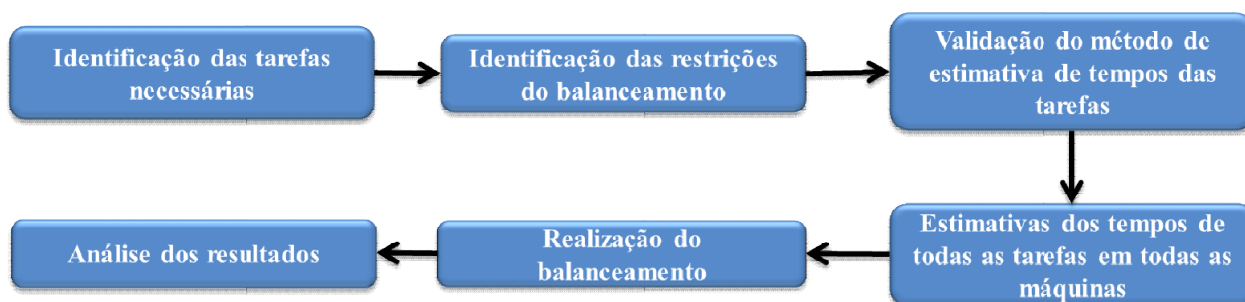 Identificação das tarefas
necessárias
Identificação das restrições
do balanceamento
Validação do método de
estimativa de tempos das
tarefas
Estimativas dos tempos de
todas as tarefas em todas as
máquinas
Realização do
balanceamento
Análise dos resultados